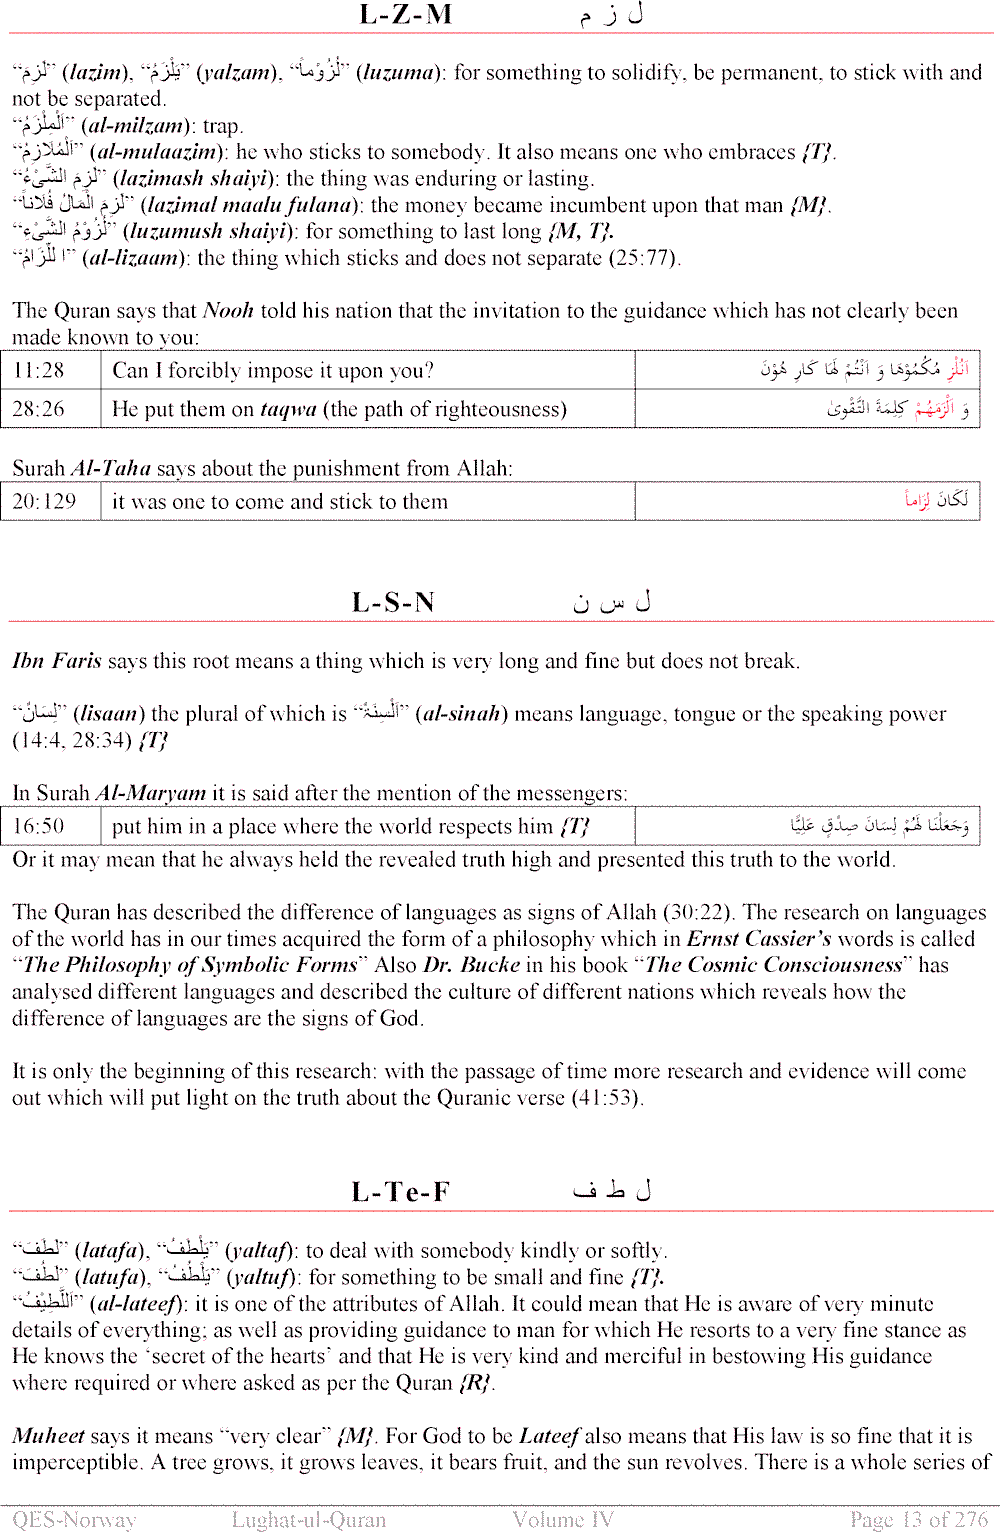 L-Z-M ل ز م
“لَزِمَ” (lazim), “يَلْزَمُ” (yalzam), “لُزُوْماً” (luzuma): for something to solidify, be permanent, to stick with and
not be separated.
“اَلْمِلْزَمُ” (al-milzam): trap.
“اَلْمُلَازِمُ” (al-mulaazim): he who sticks to somebody. It also means one who embraces {T}.
“لَزِمَ الشَّيْءُ” (lazimash shaiyi): the thing was enduring or lasting.
“لَزِمَ الْمَالُ فُلَاناً” (lazimal maalu fulana): the money became incumbent upon that man {M}.
“لُزُوْمُ الشَّيْءِ” (luzumush shaiyi): for something to last long {M, T}.
“ا للِّزَامُ” (al-lizaam): the thing which sticks and does not separate (25:77).
The Quran says that Nooh told his nation that the invitation to the guidance which has not clearly been
made known to you:
11:28 Can I forcibly impose it upon you? اَنُلْزِ مُكُمُوْهَا وَ اَنْتُمْ لَهَا كَارِ هُوْنَ
28:26 He put them on taqwa (the path of righteousness) وَ اَلْزَمَهُمْ كَلِمَةَ التَّقْوىٰ
Surah Al-Taha says about the punishment from Allah:
20:129 it was one to come and stick to them لَكَانَ لِزَاماً
L-S-N ل س ن
Ibn Faris says this root means a thing which is very long and fine but does not break.
“لِسَانٌ” (lisaan) the plural of which is “اَلْسِنَةٌ” (al-sinah) means language, tongue or the speaking power
(14:4, 28:34) {T}
In Surah Al-Maryam it is said after the mention of the messengers:
16:50 put him in a place where the world respects him {T} وَجَعَلْنَا لَهُمْ لِسَانَ صِدْقٍ عَلِيًّا
Or it may mean that he always held the revealed truth high and presented this truth to the world.
The Quran has described the difference of languages as signs of Allah (30:22). The research on languages
of the world has in our times acquired the form of a philosophy which in Ernst Cassier’s words is called
“The Philosophy of Symbolic Forms” Also Dr. Bucke in his book “The Cosmic Consciousness” has
analysed different languages and described the culture of different nations which reveals how the
difference of languages are the signs of God.
It is only the beginning of this research: with the passage of time more research and evidence will come
out which will put light on the truth about the Quranic verse (41:53).
L-Te-F ل ط ف
“لَطَفَ” (latafa), “يَلْطُفُ” (yaltaf): to deal with somebody kindly or softly.
“لَطُفَ” (latufa), “يَلْطُفُ” (yaltuf): for something to be small and fine {T}.
“اَللَّطِيْفُ” (al-lateef): it is one of the attributes of Allah. It could mean that He is aware of very minute
details of everything; as well as providing guidance to man for which He resorts to a very fine stance as
He knows the ‘secret of the hearts’ and that He is very kind and merciful in bestowing His guidance
where required or where asked as per the Quran {R}.
Muheet says it means “very clear” {M}. For God to be Lateef also means that His law is so fine that it is
imperceptible. A tree grows, it grows leaves, it bears fruit, and the sun revolves. There is a whole series of
QES-Norway Lughat-ul-Quran Volume IV Page 13 of 276